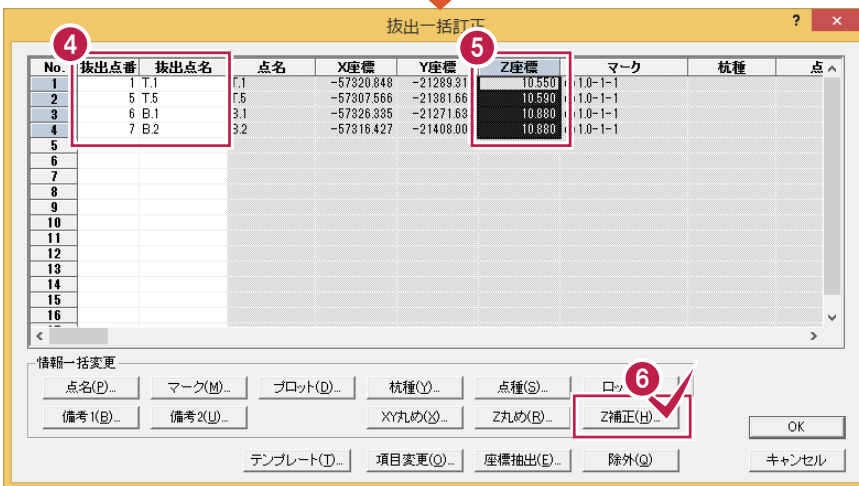 抜出一括訂正 ? ×
4 5
No. 抜出点番 抜出点名 点名 X座標 Y座標 Z座標 マーク 杭種 点
1 1 T.1 T.1 -57320.848 -21289.31 10.550 1.0-1-1
2 5 T.5 T.5 -57307.566 -21381.66 10.590 1.0-1-1
3 6 B.1 B.1 -57326.335 -21271.63 10.880 1.0-1-1
4 7 B.2 B.2 -57316.427 -21408.00 10.880 1.0-1-1
5
6
7
8
9
10
11
12
13
14
15
16
情報一括変更
6
点名(P)... マーク(M)... プロット(D)... 杭種(Y)... 点種(S)...
備考1(B)... 備考2(U)... XY丸め(X)... Z丸め(R)... Z補正(H)...
OK
テンプレート(T)... 項目変更(O)... 座標抽出(E)... 除外(Q) キャンセル